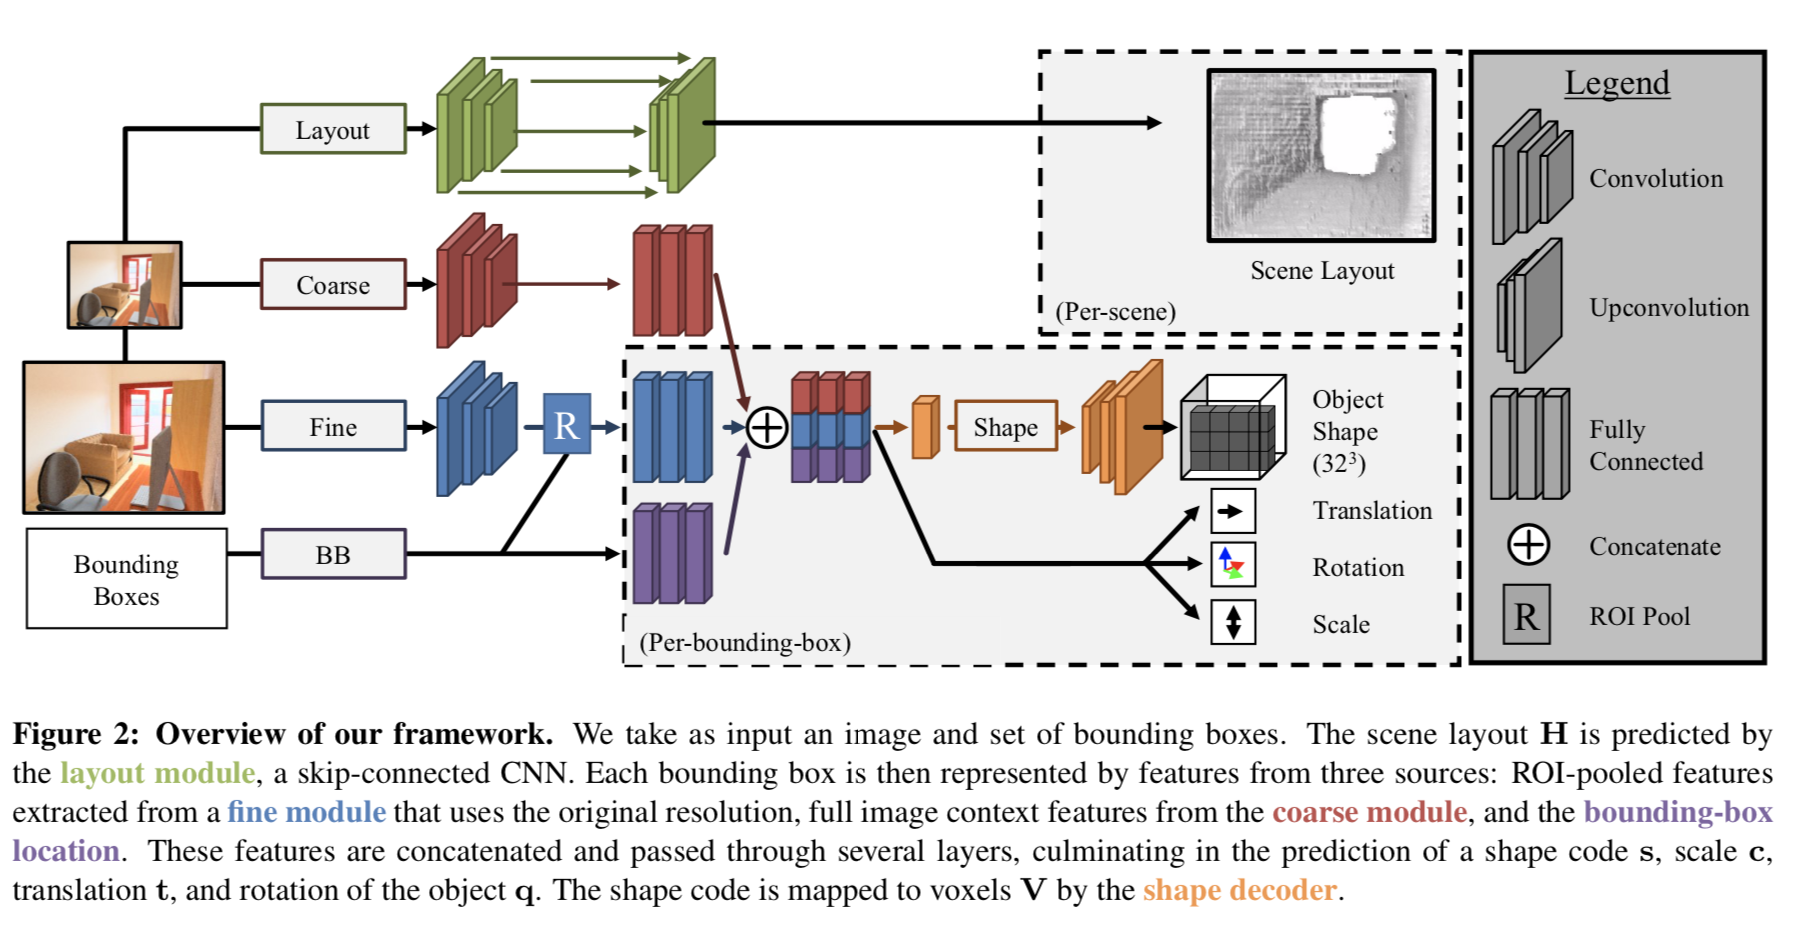 Layout
Coarse
Fine
R
BB
Bounding
Boxes
Scene Layout
(Per-scene)
Shape
Object
Shape
(32³)
Translation
Rotation
Scale
(Per-bounding-box)
Legend
Convolution
Upconvolution
Fully
Connected
Concatenate
R
ROI Pool
Figure 2: Overview of our framework. We take as input an image and set of bounding boxes. The scene layout H is predicted by
the layout module, a skip-connected CNN. Each bounding box is then represented by features from three sources: ROI-pooled features
extracted from a fine module that uses the original resolution, full image context features from the coarse module, and the bounding-box
location. These features are concatenated and passed through several layers, culminating in the prediction of a shape code s, scale c,
translation t, and rotation of the object q. The shape code is mapped to voxels V by the shape decoder.